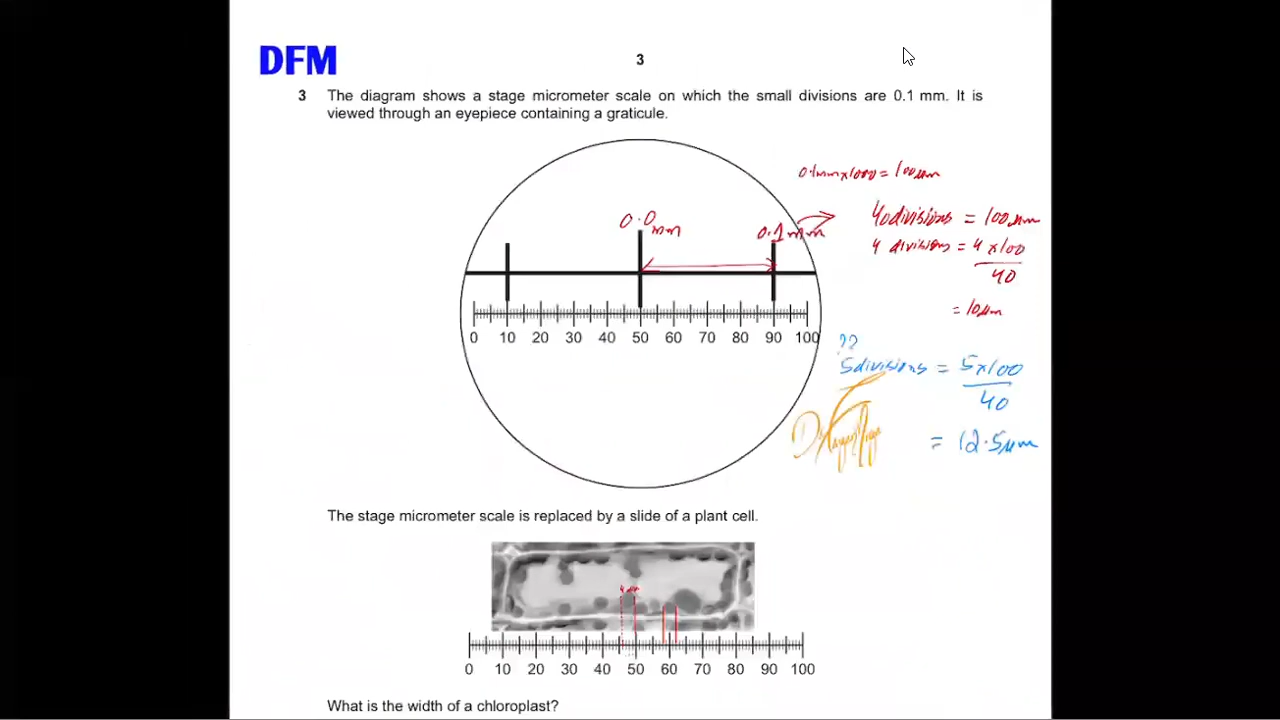 DFM
3
3 The diagram shows a stage micrometer scale on which the small divisions are 0.1 mm. It is
viewed through an eyepiece containing a graticule.
0.1mm×1000 = 100µm
0.0mm
0.1mm
40divisions = 100µm
4 divisions = 4×100
40
= 10µm
0 10 20 30 40 50 60 70 80 90 100
??
5divisions = 5×100
40
= 12.5µm
The stage micrometer scale is replaced by a slide of a plant cell.
0 10 20 30 40 50 60 70 80 90 100
What is the width of a chloroplast?